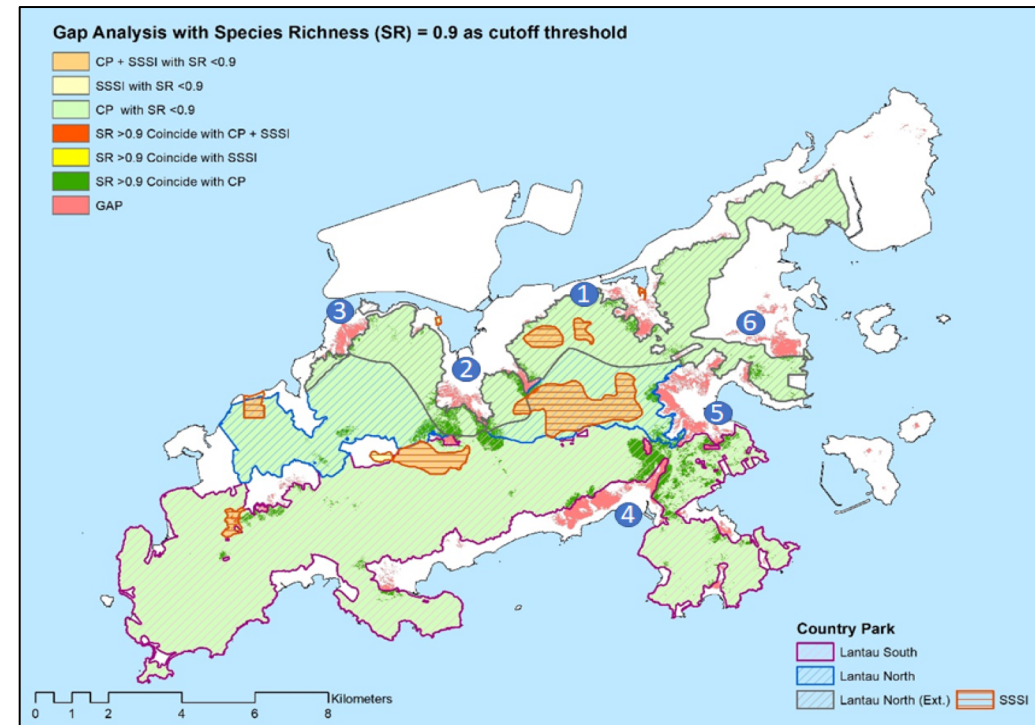 Gap Analysis with Species Richness (SR) = 0.9 as cutoff threshold
CP + SSSI with SR <0.9
SSSI with SR <0.9
CP with SR <0.9
SR >0.9 Coincide with CP + SSSI
SR >0.9 Coincide with SSSI
SR >0.9 Coincide with CP
GAP
1
3
6
2
5
4
Country Park
Lantau South
Lantau North
Lantau North (Ext.) SSSI
Kilometers
0 1 2 4 6 8